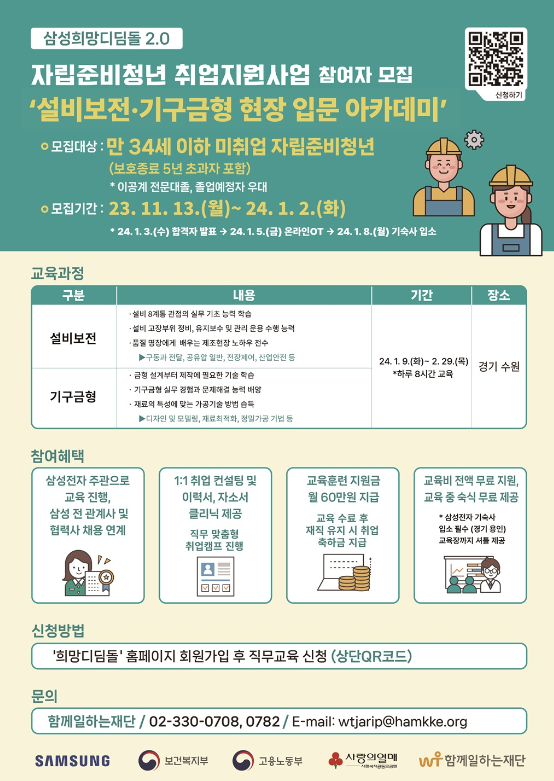 삼성희망디딤돌 2.0
자립준비청년 취업지원사업 참여자 모집
신청하기
‘설비보전·기구금형 현장 입문 아카데미’
모집대상 : 만 34세 이하 미취업 자립준비청년
(보호종료 5년 초과자 포함)
* 이공계 전문대졸, 졸업예정자 우대
모집기간 : 23. 11. 13.(월)~ 24. 1. 2.(화)
* 24. 1. 3.(수) 합격자 발표 → 24. 1. 5.(금) 온라인OT → 24. 1. 8.(월) 기숙사 입소
교육과정
구분 내용 기간 장소
설비보전
· 설비 8계통 관점의 실무 기초 능력 학습
· 설비 고장부위 정비, 유지보수 및 관리 운용 수행 능력
· 품질 명장에게 배우는 제조현장 노하우 전수
▶구동과 전달, 공유압 일반, 전장제어, 산업안전 등
기구금형
· 금형 설계부터 제작에 필요한 기술 학습
· 기구금형 실무 경험과 문제해결 능력 배양
· 재료의 특성에 맞는 가공기술 방법 습득
▶디자인 및 모델링, 재료최적화, 정밀가공 기법 등
24. 1. 9.(화)~ 2. 29.(목)
*하루 8시간 교육
경기 수원
참여혜택
삼성전자 주관으로
교육 진행,
삼성 전 관계사 및
협력사 채용 연계
1:1 취업 컨설팅 및
이력서, 자소서
클리닉 제공
직무 맞춤형
취업캠프 진행
교육훈련 지원금
월 60만원 지급
교육 수료 후
재직 유지 시 취업
축하금 지급
교육비 전액 무료 지원,
교육 중 숙식 무료 제공
* 삼성전자 기숙사
입소 필수 (경기 용인)
교육장까지 셔틀 제공
신청방법
'희망디딤돌' 홈페이지 회원가입 후 직무교육 신청 (상단QR코드)
문의
함께일하는재단 / 02-330-0708, 0782 / E-mail: wtjarip@hamkke.org
SAMSUNG 보건복지부 고용노동부 사랑의열매 함께일하는재단